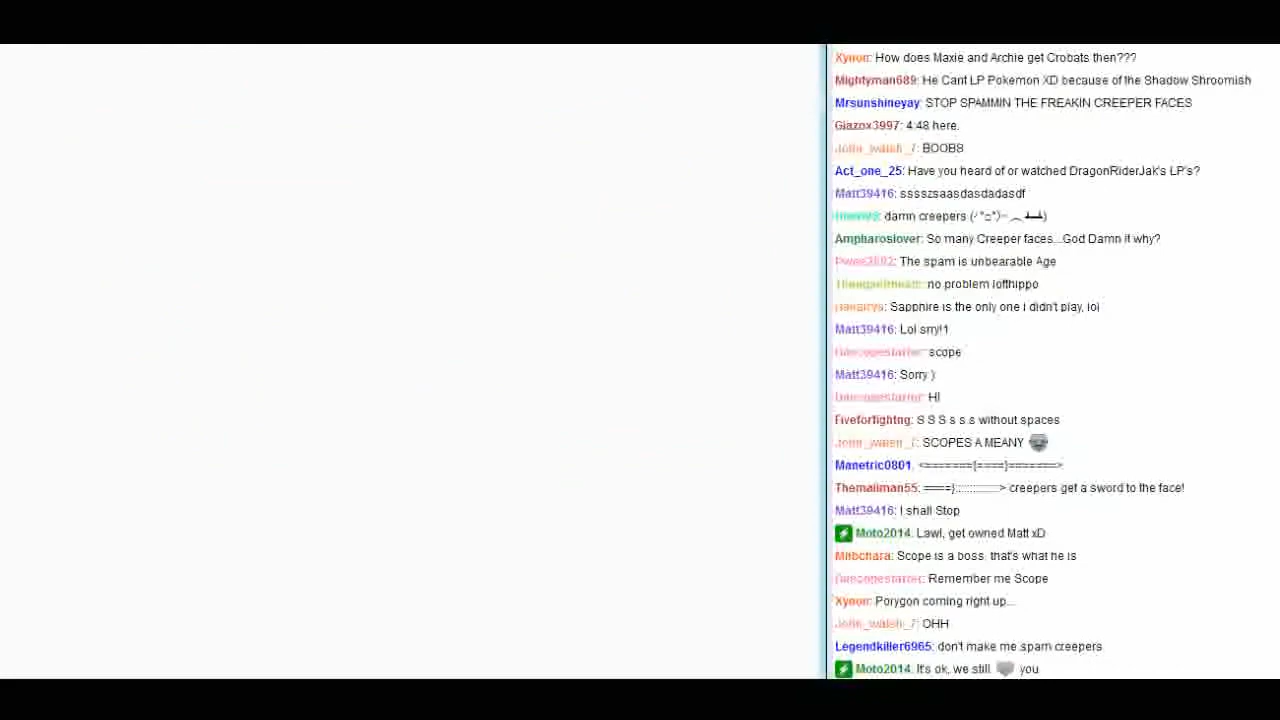 Xynon: How does Maxie and Archie get Crobats then???
Mightyman689: He Cant LP Pokemon XD because of the Shadow Shroomish
Mrsunshineyay: STOP SPAMMIN THE FREAKIN CREEPER FACES
Giazox3997: 4:48 here.
BOOBS
Act_one_25: Have you heard of or watched DragonRiderJak's LP's?
Matt39416: sssszsaasdasdadasdf
damn creepers
Ampharoslover: So many Creeper faces...God Damn it why?
The spam is unbearable Age
no problem lofthippo
Sapphire is the only one i didn't play, lol
Matt39416: Lol srry!1
scope
Matt39416: Sorry )
HI
Fiveforfightng: S S S s s s without spaces
SCOPES A MEANY
Manetric0801: <=======[====}=======>
Themailman55: ====}::::::::::::> creepers get a sword to the face!
Matt39416: I shall Stop
Moto2014: Lawl, get owned Matt xD
Mrbchara: Scope is a boss, that's what he is
Remember me Scope
Xynon: Porygon coming right up...
OHH
Legendkiller6965: don't make me spam creepers
Moto2014: It's ok, we still you